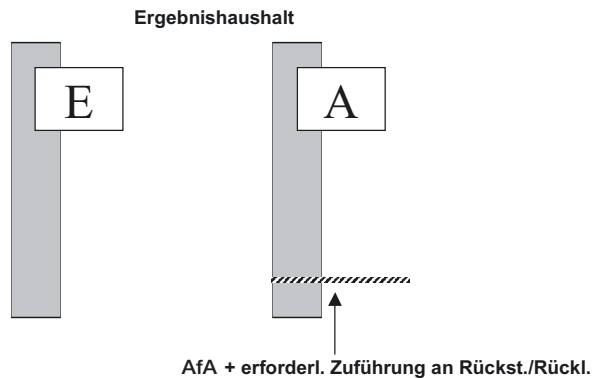 Ergebnishaushalt
E
A
AfA + erforderl. Zuführung an Rückst./Rückl.